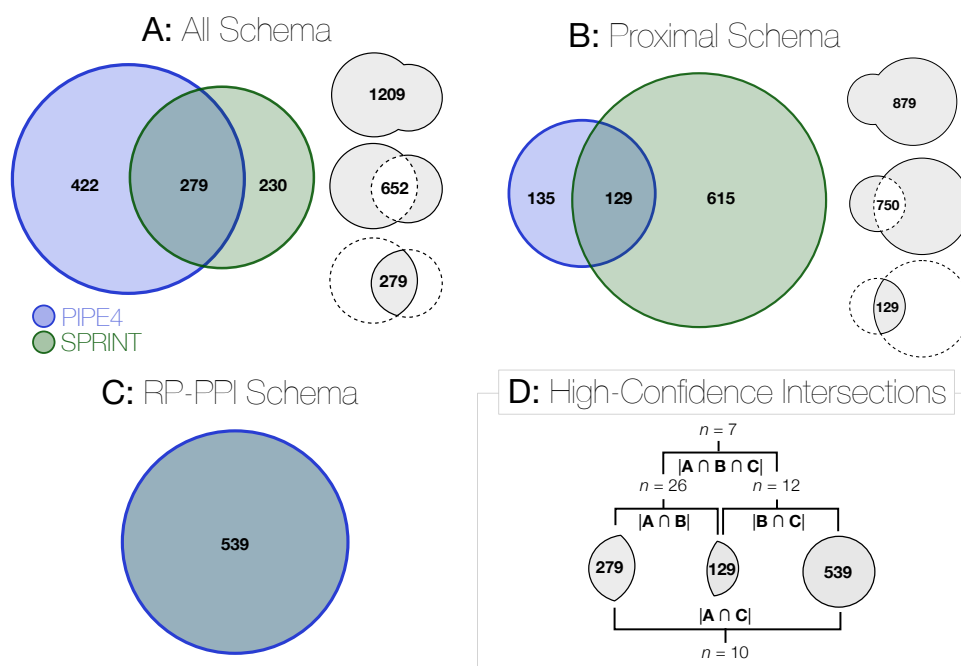 A: All Schema
422
279
230
1209
652
279
PIPE4
SPRINT
B: Proximal Schema
135
129
615
879
750
129
C: RP-PPI Schema
539
D: High-Confidence Intersections
n = 7
|A ∩ B ∩ C|
n = 26
n = 12
|A ∩ B|
|B ∩ C|
279
129
539
|A ∩ C|
n = 10